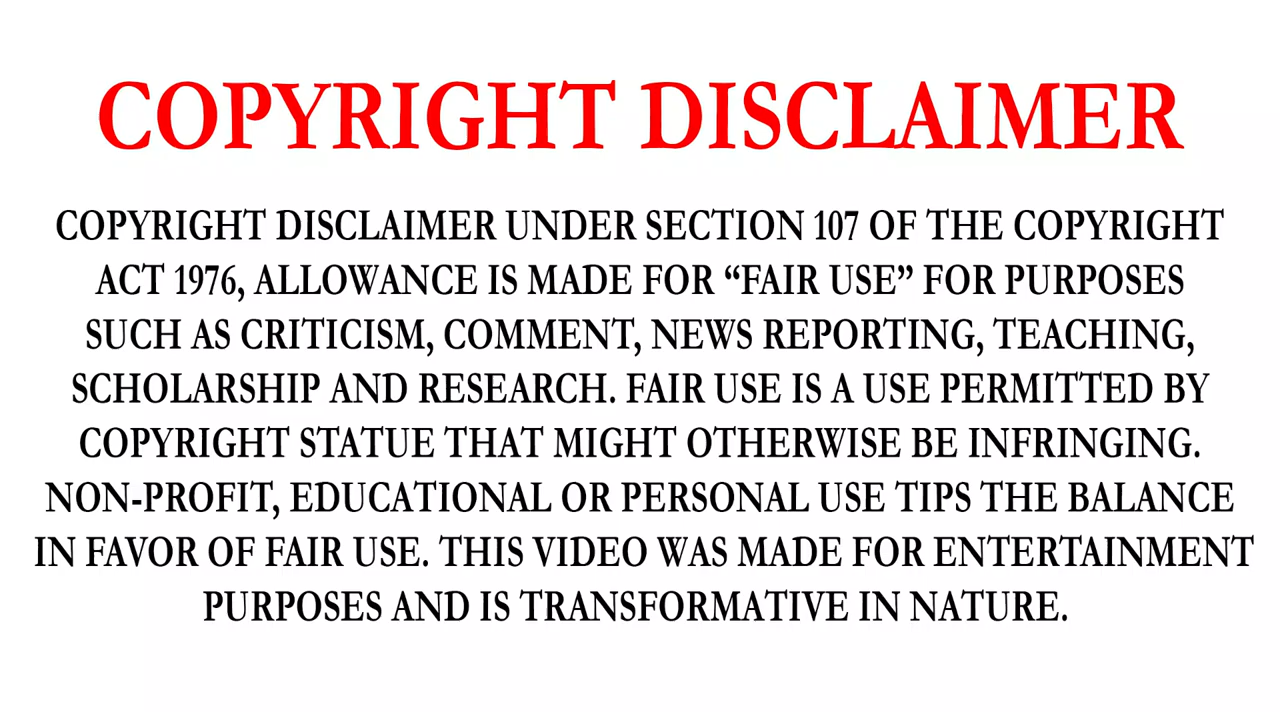 COPYRIGHT DISCLAIMER
COPYRIGHT DISCLAIMER UNDER SECTION 107 OF THE COPYRIGHT
ACT 1976, ALLOWANCE IS MADE FOR “FAIR USE” FOR PURPOSES
SUCH AS CRITICISM, COMMENT, NEWS REPORTING, TEACHING,
SCHOLARSHIP AND RESEARCH. FAIR USE IS A USE PERMITTED BY
COPYRIGHT STATUE THAT MIGHT OTHERWISE BE INFRINGING.
NON-PROFIT, EDUCATIONAL OR PERSONAL USE TIPS THE BALANCE
IN FAVOR OF FAIR USE. THIS VIDEO WAS MADE FOR ENTERTAINMENT
PURPOSES AND IS TRANSFORMATIVE IN NATURE.